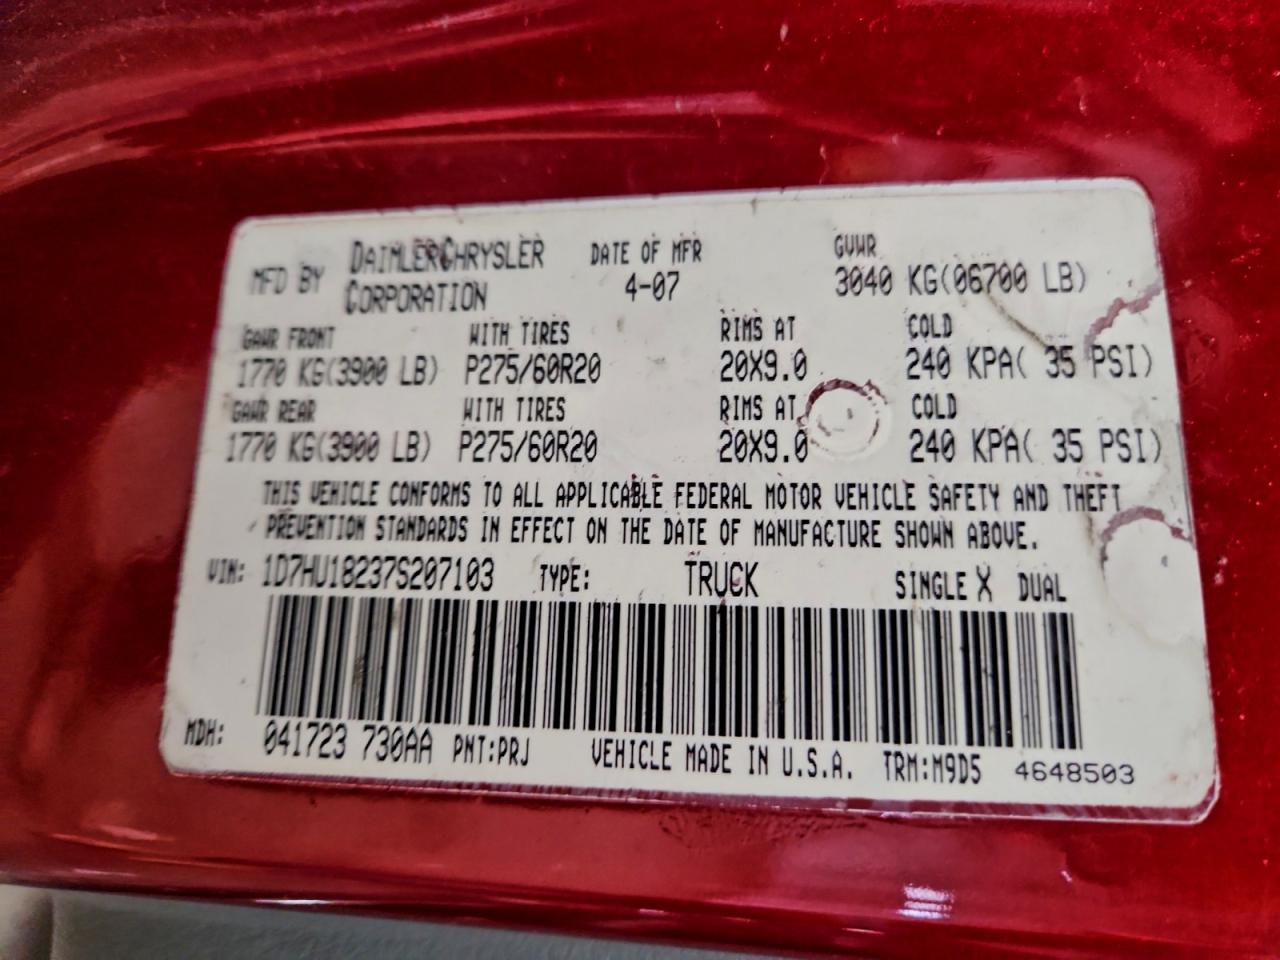 MFD BY DAIMLERCHRYSLER CORPORATION DATE OF MFR 4-07 GVWR 3040 KG(06700 LB)
GAWR FRONT WITH TIRES RIMS AT COLD
1770 KG(3900 LB) P275/60R20 20X9.0 240 KPA( 35 PSI)
GAWR REAR WITH TIRES RIMS AT COLD
1770 KG(3900 LB) P275/60R20 20X9.0 240 KPA( 35 PSI)
THIS VEHICLE CONFORMS TO ALL APPLICABLE FEDERAL MOTOR VEHICLE SAFETY AND THEFT
PREVENTION STANDARDS IN EFFECT ON THE DATE OF MANUFACTURE SHOWN ABOVE.
VIN: 1D7HU18237S207103 TYPE: TRUCK SINGLE X DUAL
MDH: 041723 730AA PNT:PRJ VEHICLE MADE IN U.S.A. TRM:M9D5 4648503